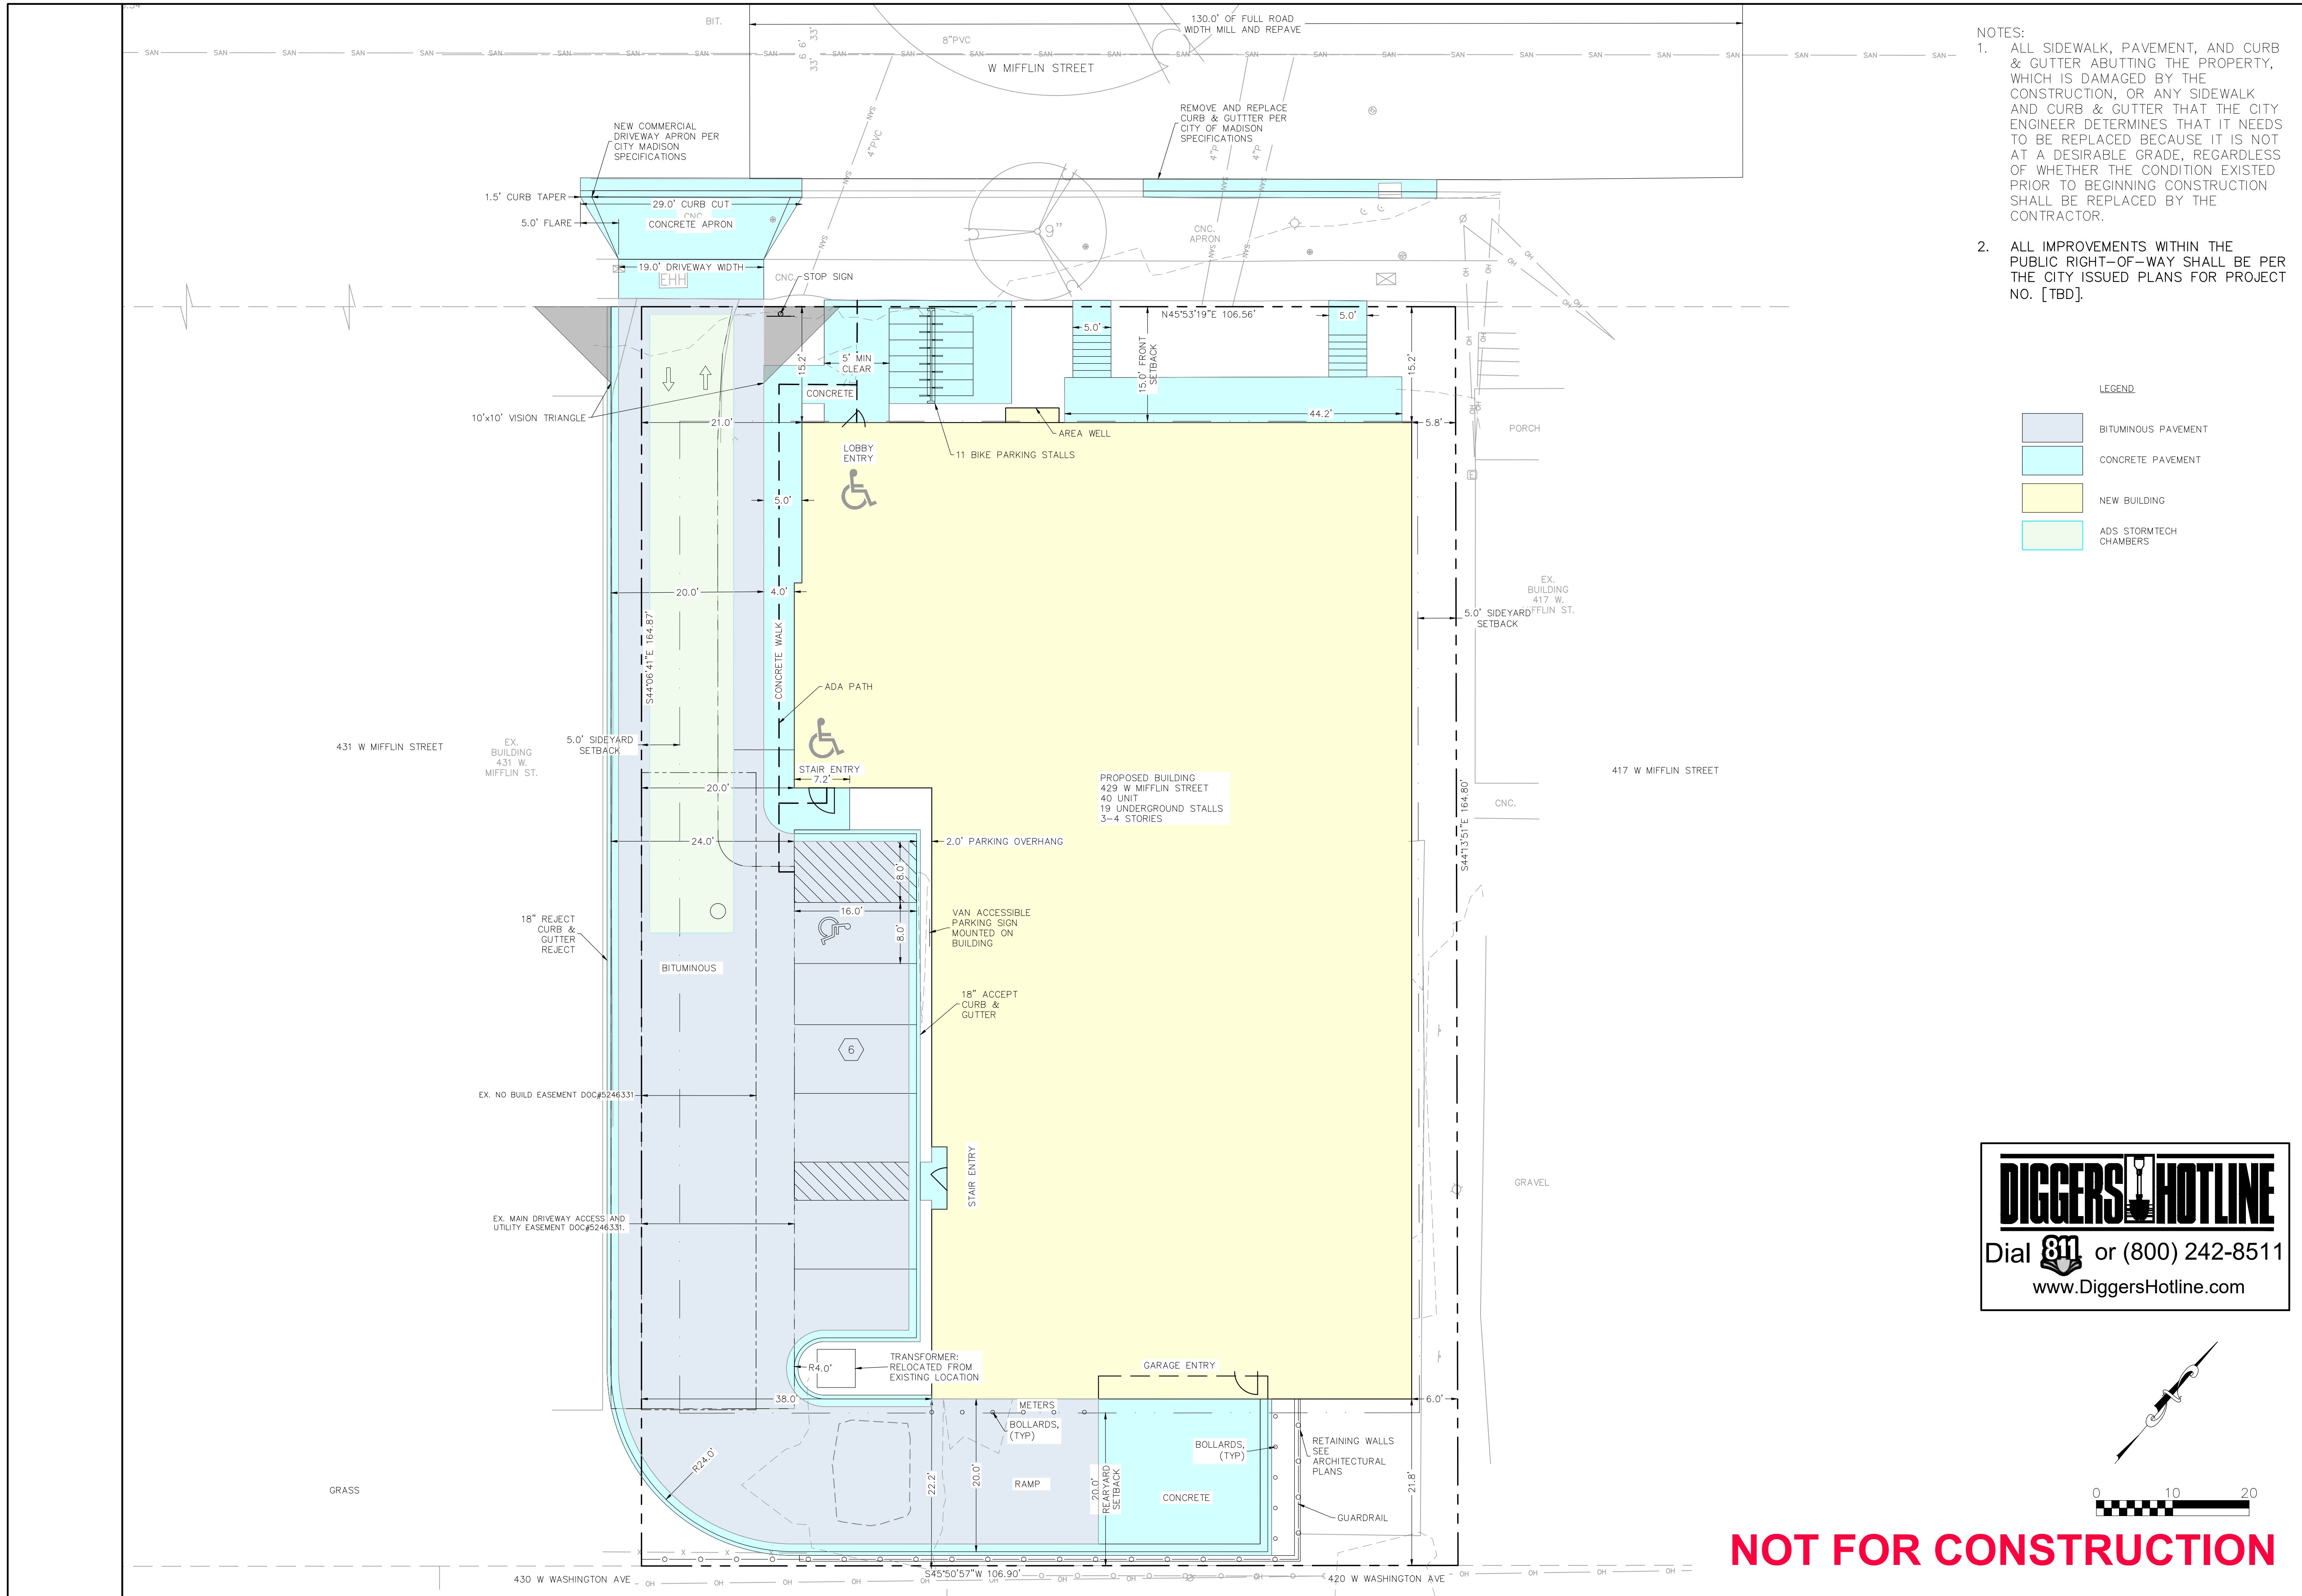 BIT.
130.0' OF FULL ROAD
WIDTH MILL AND REPAVE
8"PVC
W MIFFLIN STREET
6' 6'
33' 33'
NEW COMMERCIAL
DRIVEWAY APRON PER
CITY MADISON
SPECIFICATIONS
REMOVE AND REPLACE
CURB & GUTTTER PER
CITY OF MADISON
SPECIFICATIONS
4"PVC
1.5' CURB TAPER
29.0' CURB CUT
CNC
CONCRETE APRON
5.0' FLARE
9"
CNC.
APRON
19.0' DRIVEWAY WIDTH
EHH
CNC.
STOP SIGN
N45°53'19"E 106.56'
5.0'
5.0'
15.2'
5' MIN
CLEAR
CONCRETE
15.0' FRONT
SETBACK
15.2'
10'x10' VISION TRIANGLE
21.0'
44.2'
5.8'
AREA WELL
PORCH
LOBBY
ENTRY
11 BIKE PARKING STALLS
5.0'
20.0'
4.0'
S44°06'41"E 164.87'
CONCRETE WALK
EX.
BUILDING
417 W.
5.0' SIDEYARD
SETBACK
ADA PATH
431 W MIFFLIN STREET
EX.
BUILDING
431 W.
MIFFLIN ST.
5.0' SIDEYARD
SETBACK
STAIR ENTRY
7.2'
20.0'
PROPOSED BUILDING
429 W MIFFLIN STREET
40 UNIT
19 UNDERGROUND STALLS
3-4 STORIES
417 W MIFFLIN STREET
CNC.
S44°13'51"E 164.80'
24.0'
2.0' PARKING OVERHANG
8.0'
16.0'
8.0'
VAN ACCESSIBLE
PARKING SIGN
MOUNTED ON
BUILDING
18" REJECT
CURB &
GUTTER
REJECT
BITUMINOUS
18" ACCEPT
CURB &
GUTTER
6
EX. NO BUILD EASEMENT DOC#5246331
STAIR ENTRY
GRAVEL
EX. MAIN DRIVEWAY ACCESS AND
UTILITY EASEMENT DOC#5246331.
R4.0'
TRANSFORMER:
RELOCATED FROM
EXISTING LOCATION
GARAGE ENTRY
38.0'
6.0'
METERS
BOLLARDS,
(TYP)
R24.0'
22.2'
20.0'
RAMP
20.0'
REARYARD
SETBACK
CONCRETE
BOLLARDS,
(TYP)
RETAINING WALLS
SEE
ARCHITECTURAL
PLANS
21.8'
GUARDRAIL
GRASS
430 W WASHINGTON AVE
S45°50'57"W 106.90'
420 W WASHINGTON AVE
NOTES:
1. ALL SIDEWALK, PAVEMENT, AND CURB
& GUTTER ABUTTING THE PROPERTY,
WHICH IS DAMAGED BY THE
CONSTRUCTION, OR ANY SIDEWALK
AND CURB & GUTTER THAT THE CITY
ENGINEER DETERMINES THAT IT NEEDS
TO BE REPLACED BECAUSE IT IS NOT
AT A DESIRABLE GRADE, REGARDLESS
OF WHETHER THE CONDITION EXISTED
PRIOR TO BEGINNING CONSTRUCTION
SHALL BE REPLACED BY THE
CONTRACTOR.
2. ALL IMPROVEMENTS WITHIN THE
PUBLIC RIGHT-OF-WAY SHALL BE PER
THE CITY ISSUED PLANS FOR PROJECT
NO. [TBD].
LEGEND
BITUMINOUS PAVEMENT
CONCRETE PAVEMENT
NEW BUILDING
ADS STORMTECH
CHAMBERS
DIGGERS HOTLINE
Dial 811 or (800) 242-8511
www.DiggersHotline.com
0 10 20
NOT FOR CONSTRUCTION